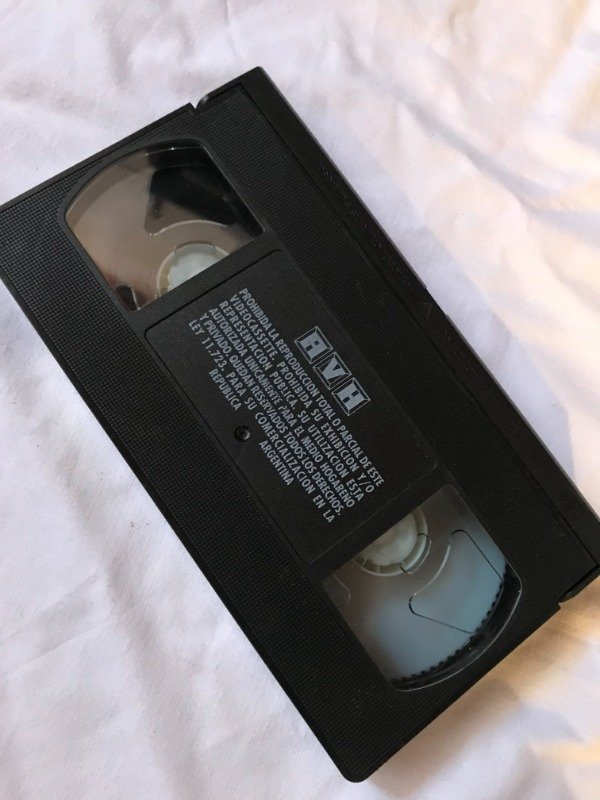 AVH
PROHIBIDA LA REPRODUCCION TOTAL O PARCIAL DE ESTE
VIDEOCASSETTE. PROHIBIDA SU EXHIBICION Y/O
REPRESENTACION PUBLICA, SU UTILIZACION ESTA
AUTORIZADA UNICAMENTE PARA EL MEDIO HOGAREÑO
Y PRIVADO. QUEDAN RESERVADOS TODOS LOS DERECHOS.
LEY 11.723, PARA SU COMERCIALIZACION EN LA
REPUBLICA ARGENTINA